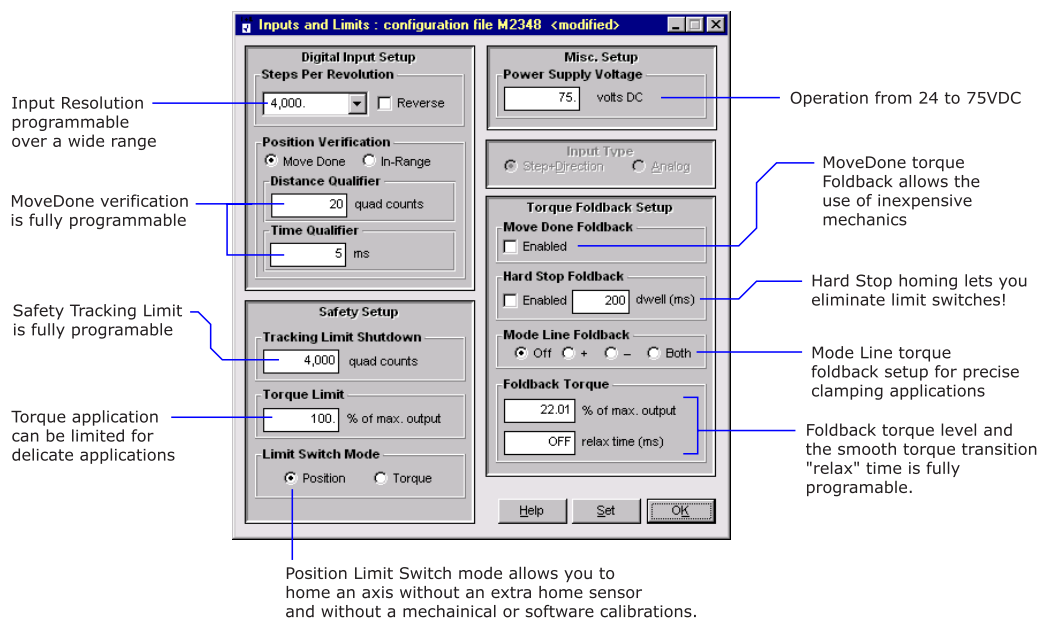 Inputs and Limits : configuration file M2348 <modified>
Digital Input Setup
Steps Per Revolution
4,000.
Reverse
Position Verification
Move Done
In-Range
Distance Qualifier
20 quad counts
Time Qualifier
5 ms
Safety Setup
Tracking Limit Shutdown
4,000 quad counts
Torque Limit
100. % of max. output
Limit Switch Mode
Position
Torque
Misc. Setup
Power Supply Voltage
75. volts DC
Input Type
Step+Direction
Analog
Torque Foldback Setup
Move Done Foldback
Enabled
Hard Stop Foldback
Enabled 200 dwell (ms)
Mode Line Foldback
Off + – Both
Foldback Torque
22.01 % of max. output
OFF relax time (ms)
Help
Set
OK
Input Resolution
programmable
over a wide range
MoveDone verification
is fully programmable
Safety Tracking Limit
is fully programable
Torque application
can be limited for
delicate applications
Operation from 24 to 75VDC
MoveDone torque
Foldback allows the
use of inexpensive
mechanics
Hard Stop homing lets you
eliminate limit switches!
Mode Line torque
foldback setup for precise
clamping applications
Foldback torque level and
the smooth torque transition
"relax" time is fully
programable.
Position Limit Switch mode allows you to
home an axis without an extra home sensor
and without a mechainical or software calibrations.